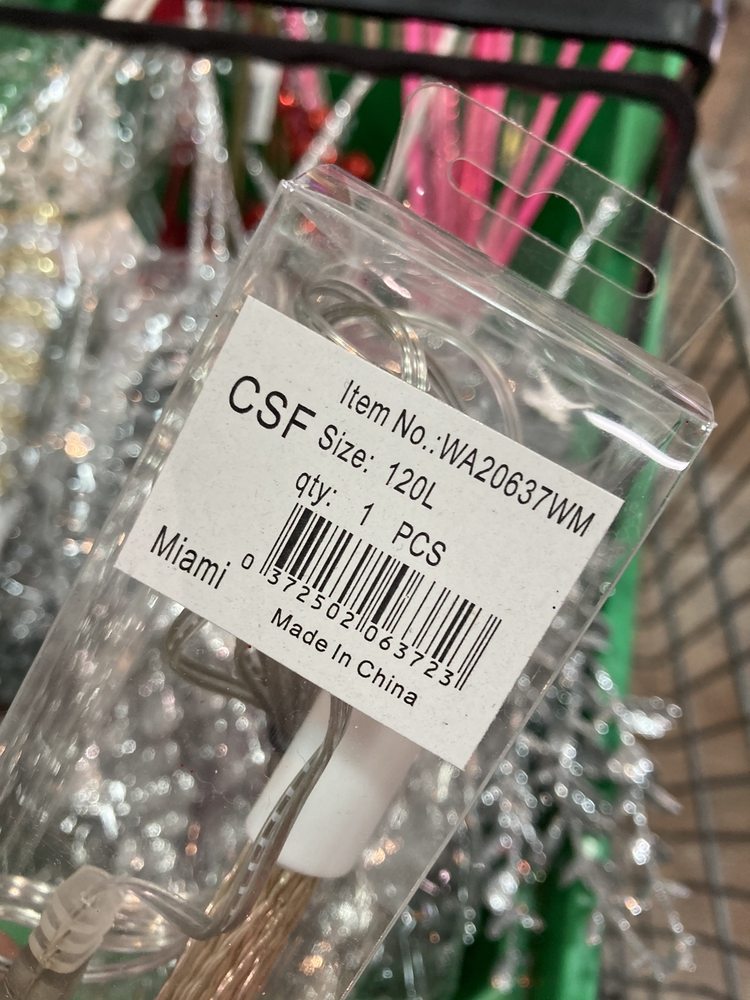 Item No.:WA20637WM
CSF Size: 120L
qty: 1 PCS
Miami
0 372502 063723
Made In China